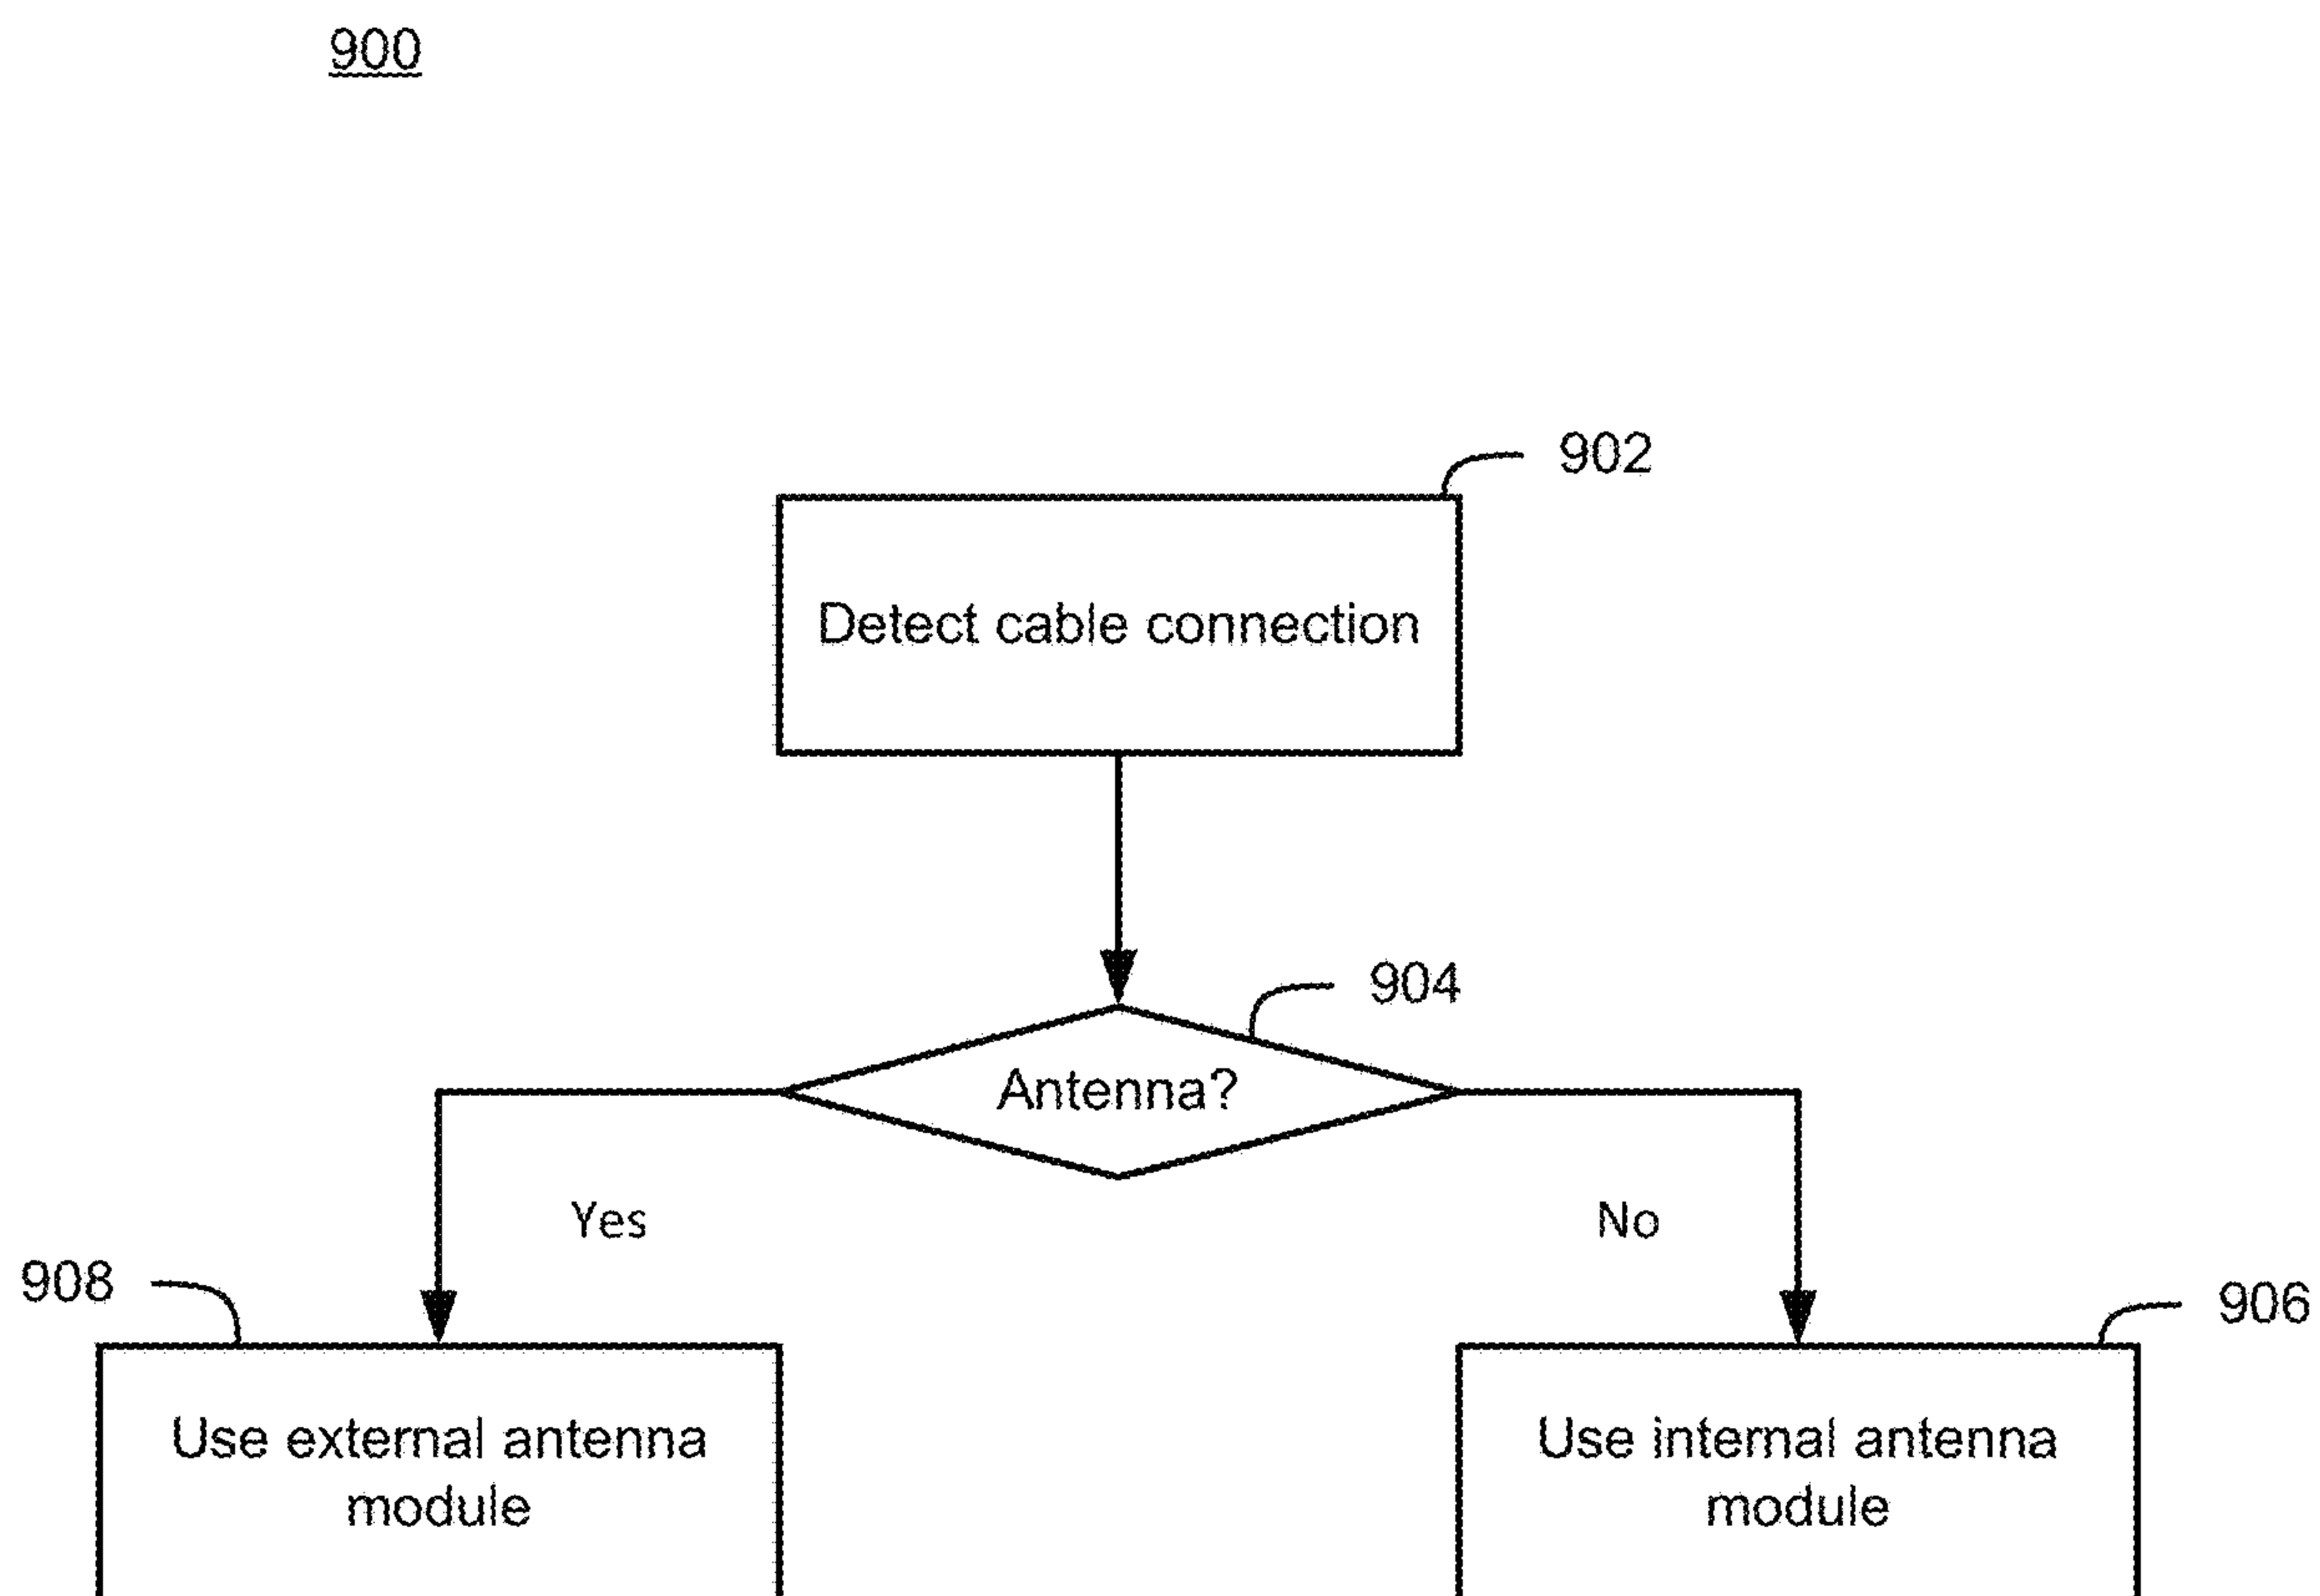 900
902
Detect cable connection
904
Antenna?
Yes
No
908
906
Use external antenna
module
Use internal antenna
module